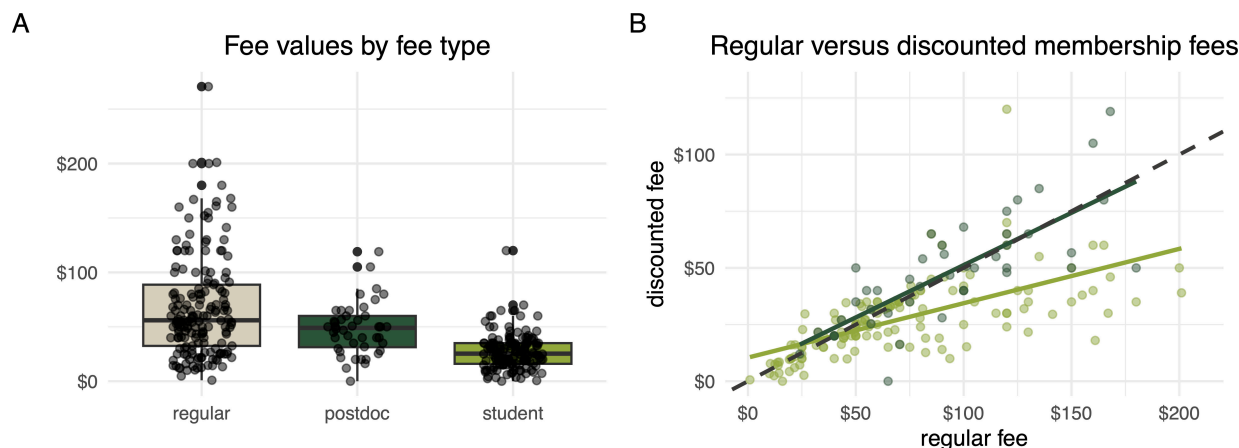 A
Fee values by fee type
$200
$100
$0
regular postdoc student
B
Regular versus discounted membership fees
discounted fee
$100
$50
$0
$0 $50 $100 $150 $200
regular fee